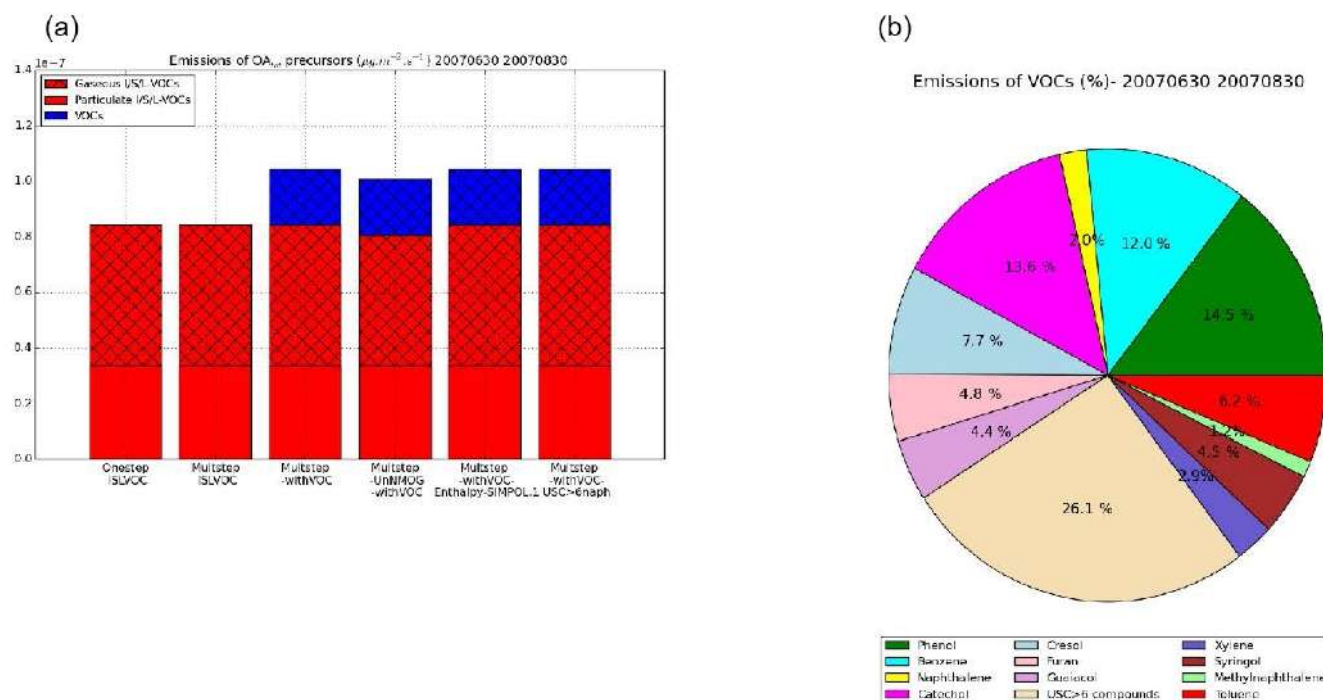 (a)
Emissions of OAtot precursors (μg.m⁻².s⁻¹) 20070630 20070830
1e-7
1.4
1.2
1.0
0.8
0.6
0.4
0.2
0.0
Gaseous I/S/L-VOCs
Particulate I/S/L-VOCs
VOCs
Onestep
ISLVOC
Multstep
ISLVOC
Multstep
-withVOC
Multstep
-UnNMOG
-withVOC
Multstep
-withVOC-
Enthalpy-SIMPOL.1
Multstep
-withVOC-
USC>6naph
(b)
Emissions of VOCs (%)- 20070630 20070830
2.0%
12.0 %
13.6 %
14.5 %
7.7 %
6.2 %
4.8 %
1.2%
4.4 %
4.5 %
2.9%
26.1 %
Phenol
Benzene
Naphthalene
Catechol
Cresol
Furan
Guaiacol
USC>6 compounds
Xylene
Syringol
Methylnaphthalene
Toluene